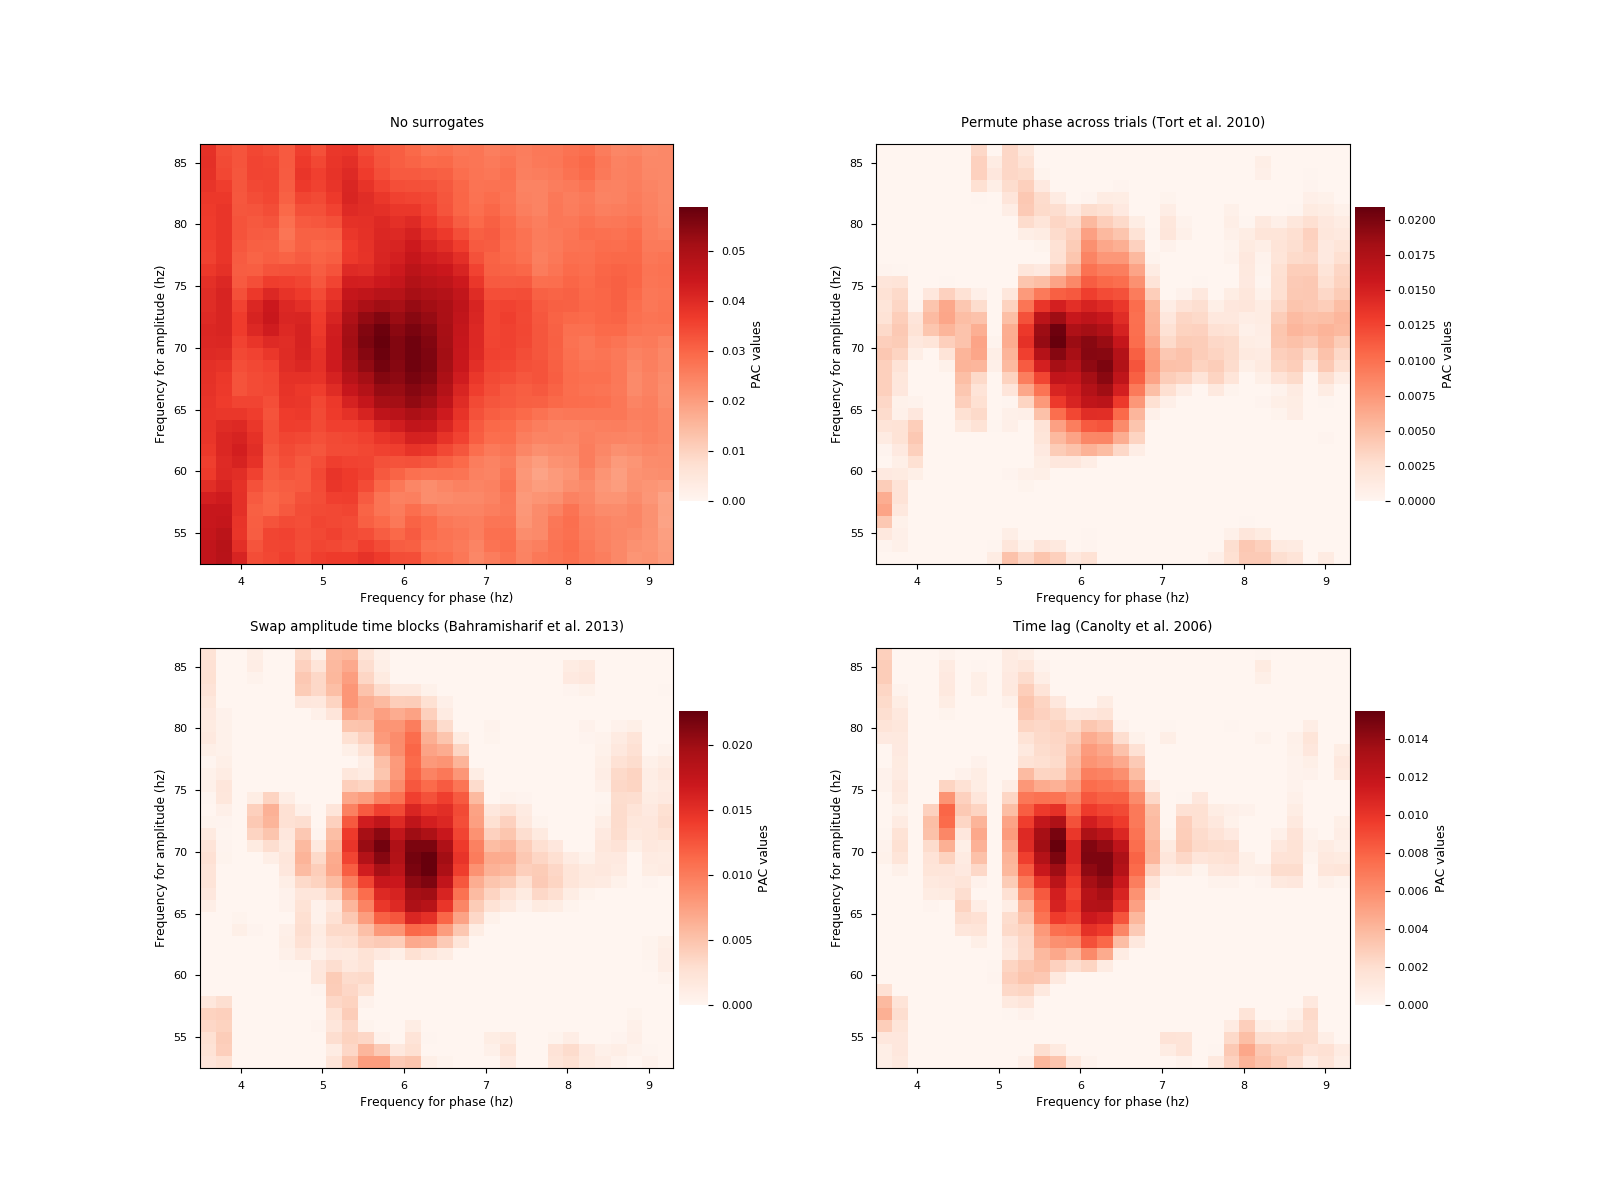 No surrogates
85
80
75
70
65
60
55
Frequency for amplitude (hz)
4 5 6 7 8 9
Frequency for phase (hz)
0.05
0.04
0.03
0.02
0.01
0.00
PAC values
Permute phase across trials (Tort et al. 2010)
85
80
75
70
65
60
55
Frequency for amplitude (hz)
4 5 6 7 8 9
Frequency for phase (hz)
0.0200
0.0175
0.0150
0.0125
0.0100
0.0075
0.0050
0.0025
0.0000
PAC values
Swap amplitude time blocks (Bahramisharif et al. 2013)
85
80
75
70
65
60
55
Frequency for amplitude (hz)
4 5 6 7 8 9
Frequency for phase (hz)
0.020
0.015
0.010
0.005
0.000
PAC values
Time lag (Canolty et al. 2006)
85
80
75
70
65
60
55
Frequency for amplitude (hz)
4 5 6 7 8 9
Frequency for phase (hz)
0.014
0.012
0.010
0.008
0.006
0.004
0.002
0.000
PAC values